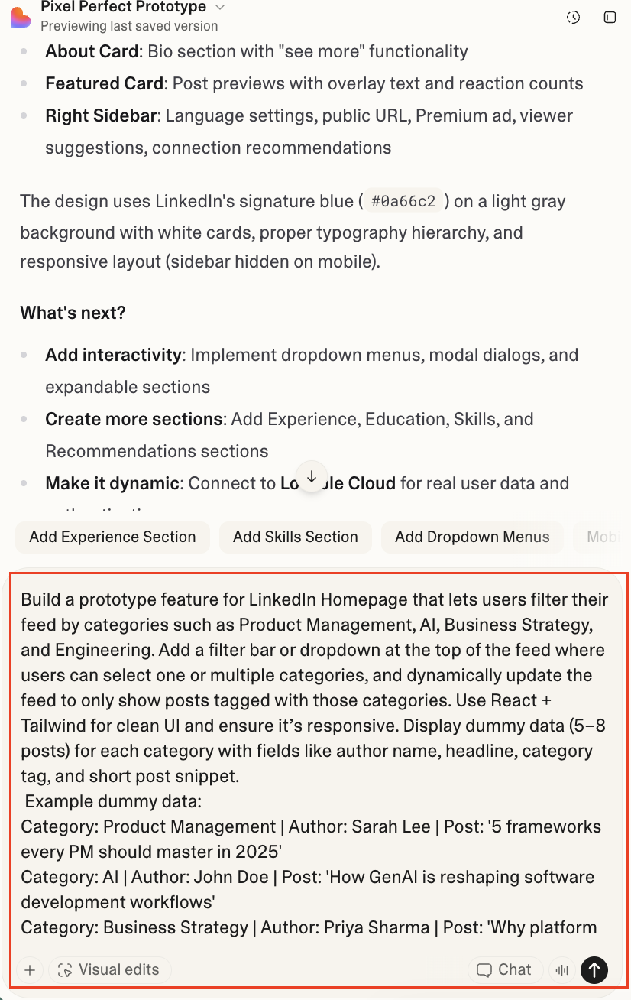 Pixel Perfect Prototype
Previewing last saved version
About Card: Bio section with "see more" functionality
Featured Card: Post previews with overlay text and reaction counts
Right Sidebar: Language settings, public URL, Premium ad, viewer
suggestions, connection recommendations
The design uses LinkedIn's signature blue ( #0a66c2 ) on a light gray
background with white cards, proper typography hierarchy, and
responsive layout (sidebar hidden on mobile).
What's next?
Add interactivity: Implement dropdown menus, modal dialogs, and
expandable sections
Create more sections: Add Experience, Education, Skills, and
Recommendations sections
Make it dynamic: Connect to Cloud for real user data and
Add Experience Section
Add Skills Section
Add Dropdown Menus
Build a prototype feature for LinkedIn Homepage that lets users filter their
feed by categories such as Product Management, AI, Business Strategy,
and Engineering. Add a filter bar or dropdown at the top of the feed where
users can select one or multiple categories, and dynamically update the
feed to only show posts tagged with those categories. Use React +
Tailwind for clean UI and ensure it’s responsive. Display dummy data (5–8
posts) for each category with fields like author name, headline, category
tag, and short post snippet.
Example dummy data:
Category: Product Management | Author: Sarah Lee | Post: '5 frameworks
every PM should master in 2025'
Category: AI | Author: John Doe | Post: 'How GenAI is reshaping software
development workflows'
Category: Business Strategy | Author: Priya Sharma | Post: 'Why platform
Visual edits
Chat